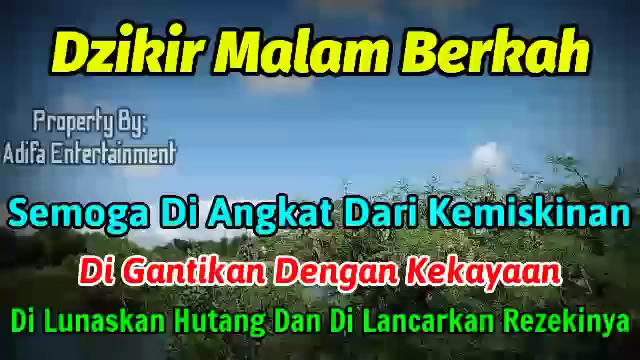 Dzikir Malam Berkah
Property By:
Adifa Entertainment
Semoga Di Angkat Dari Kemiskinan
Di Gantikan Dengan Kekayaan
Di Lunaskan Hutang Dan Di Lancarkan Rezekinya